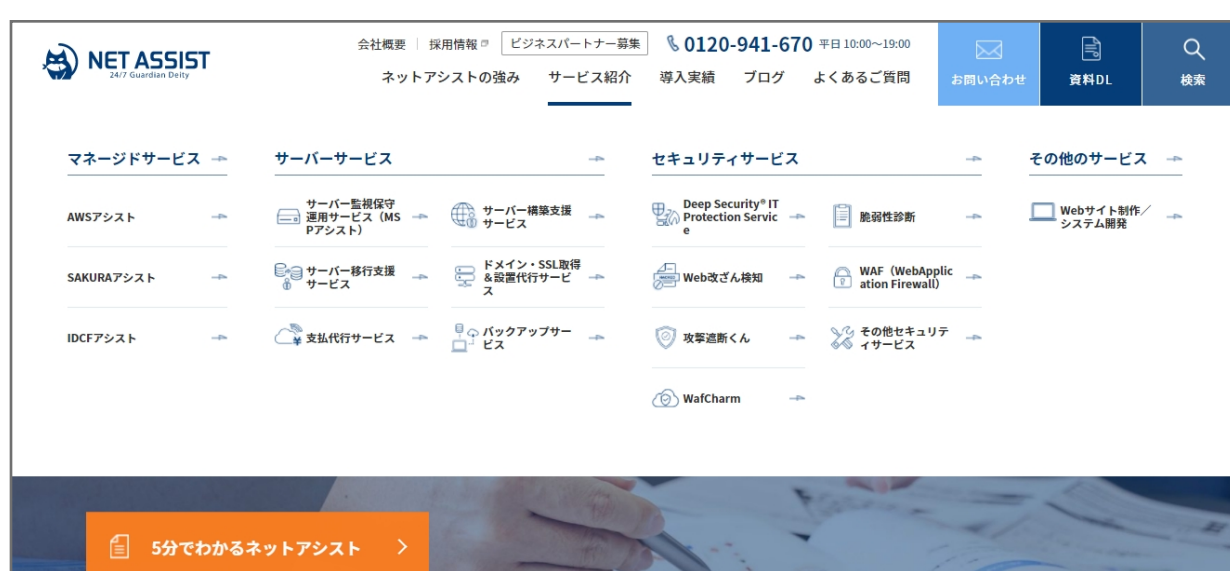 NET ASSIST
24/7 Guardian Deity
会社概要
採用情報
ビジネスパートナー募集
0120-941-670 平日 10:00～19:00
ネットアシストの強み
サービス紹介
導入実績
ブログ
よくあるご質問
お問い合わせ
資料DL
検索
マネージドサービス
AWSアシスト
SAKURAアシスト
IDCFアシスト
サーバーサービス
サーバー監視保守
運用サービス（MS
Pアシスト）
サーバー構築支援
サービス
サーバー移行支援
サービス
ドメイン・SSL取得
&設置代行サービ
ス
支払代行サービス
バックアップサー
ビス
セキュリティサービス
Deep Security® IT
Protection Servic
e
脆弱性診断
Web改ざん検知
WAF（WebApplic
ation Firewall）
攻撃遮断くん
その他セキュリテ
ィサービス
WafCharm
その他のサービス
Webサイト制作／
システム開発
5分でわかるネットアシスト